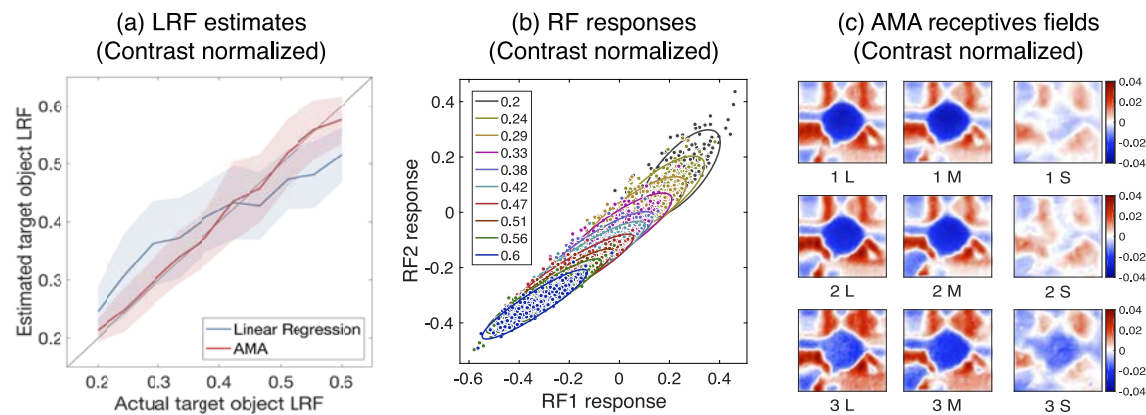 (a) LRF estimates
(Contrast normalized)
Estimated target object LRF
0.6
0.5
0.4
0.3
0.2
Linear Regression
AMA
0.2 0.3 0.4 0.5 0.6
Actual target object LRF
(b) RF responses
(Contrast normalized)
RF2 response
0.4
0.2
0
-0.2
-0.4
0.2
0.24
0.29
0.33
0.38
0.42
0.47
0.51
0.56
0.6
-0.6 -0.4 -0.2 0 0.2 0.4
RF1 response
(c) AMA receptives fields
(Contrast normalized)
0.04
0.02
0
-0.02
-0.04
1 L 1 M 1 S
0.04
0.02
0
-0.02
-0.04
2 L 2 M 2 S
0.04
0.02
0
-0.02
-0.04
3 L 3 M 3 S